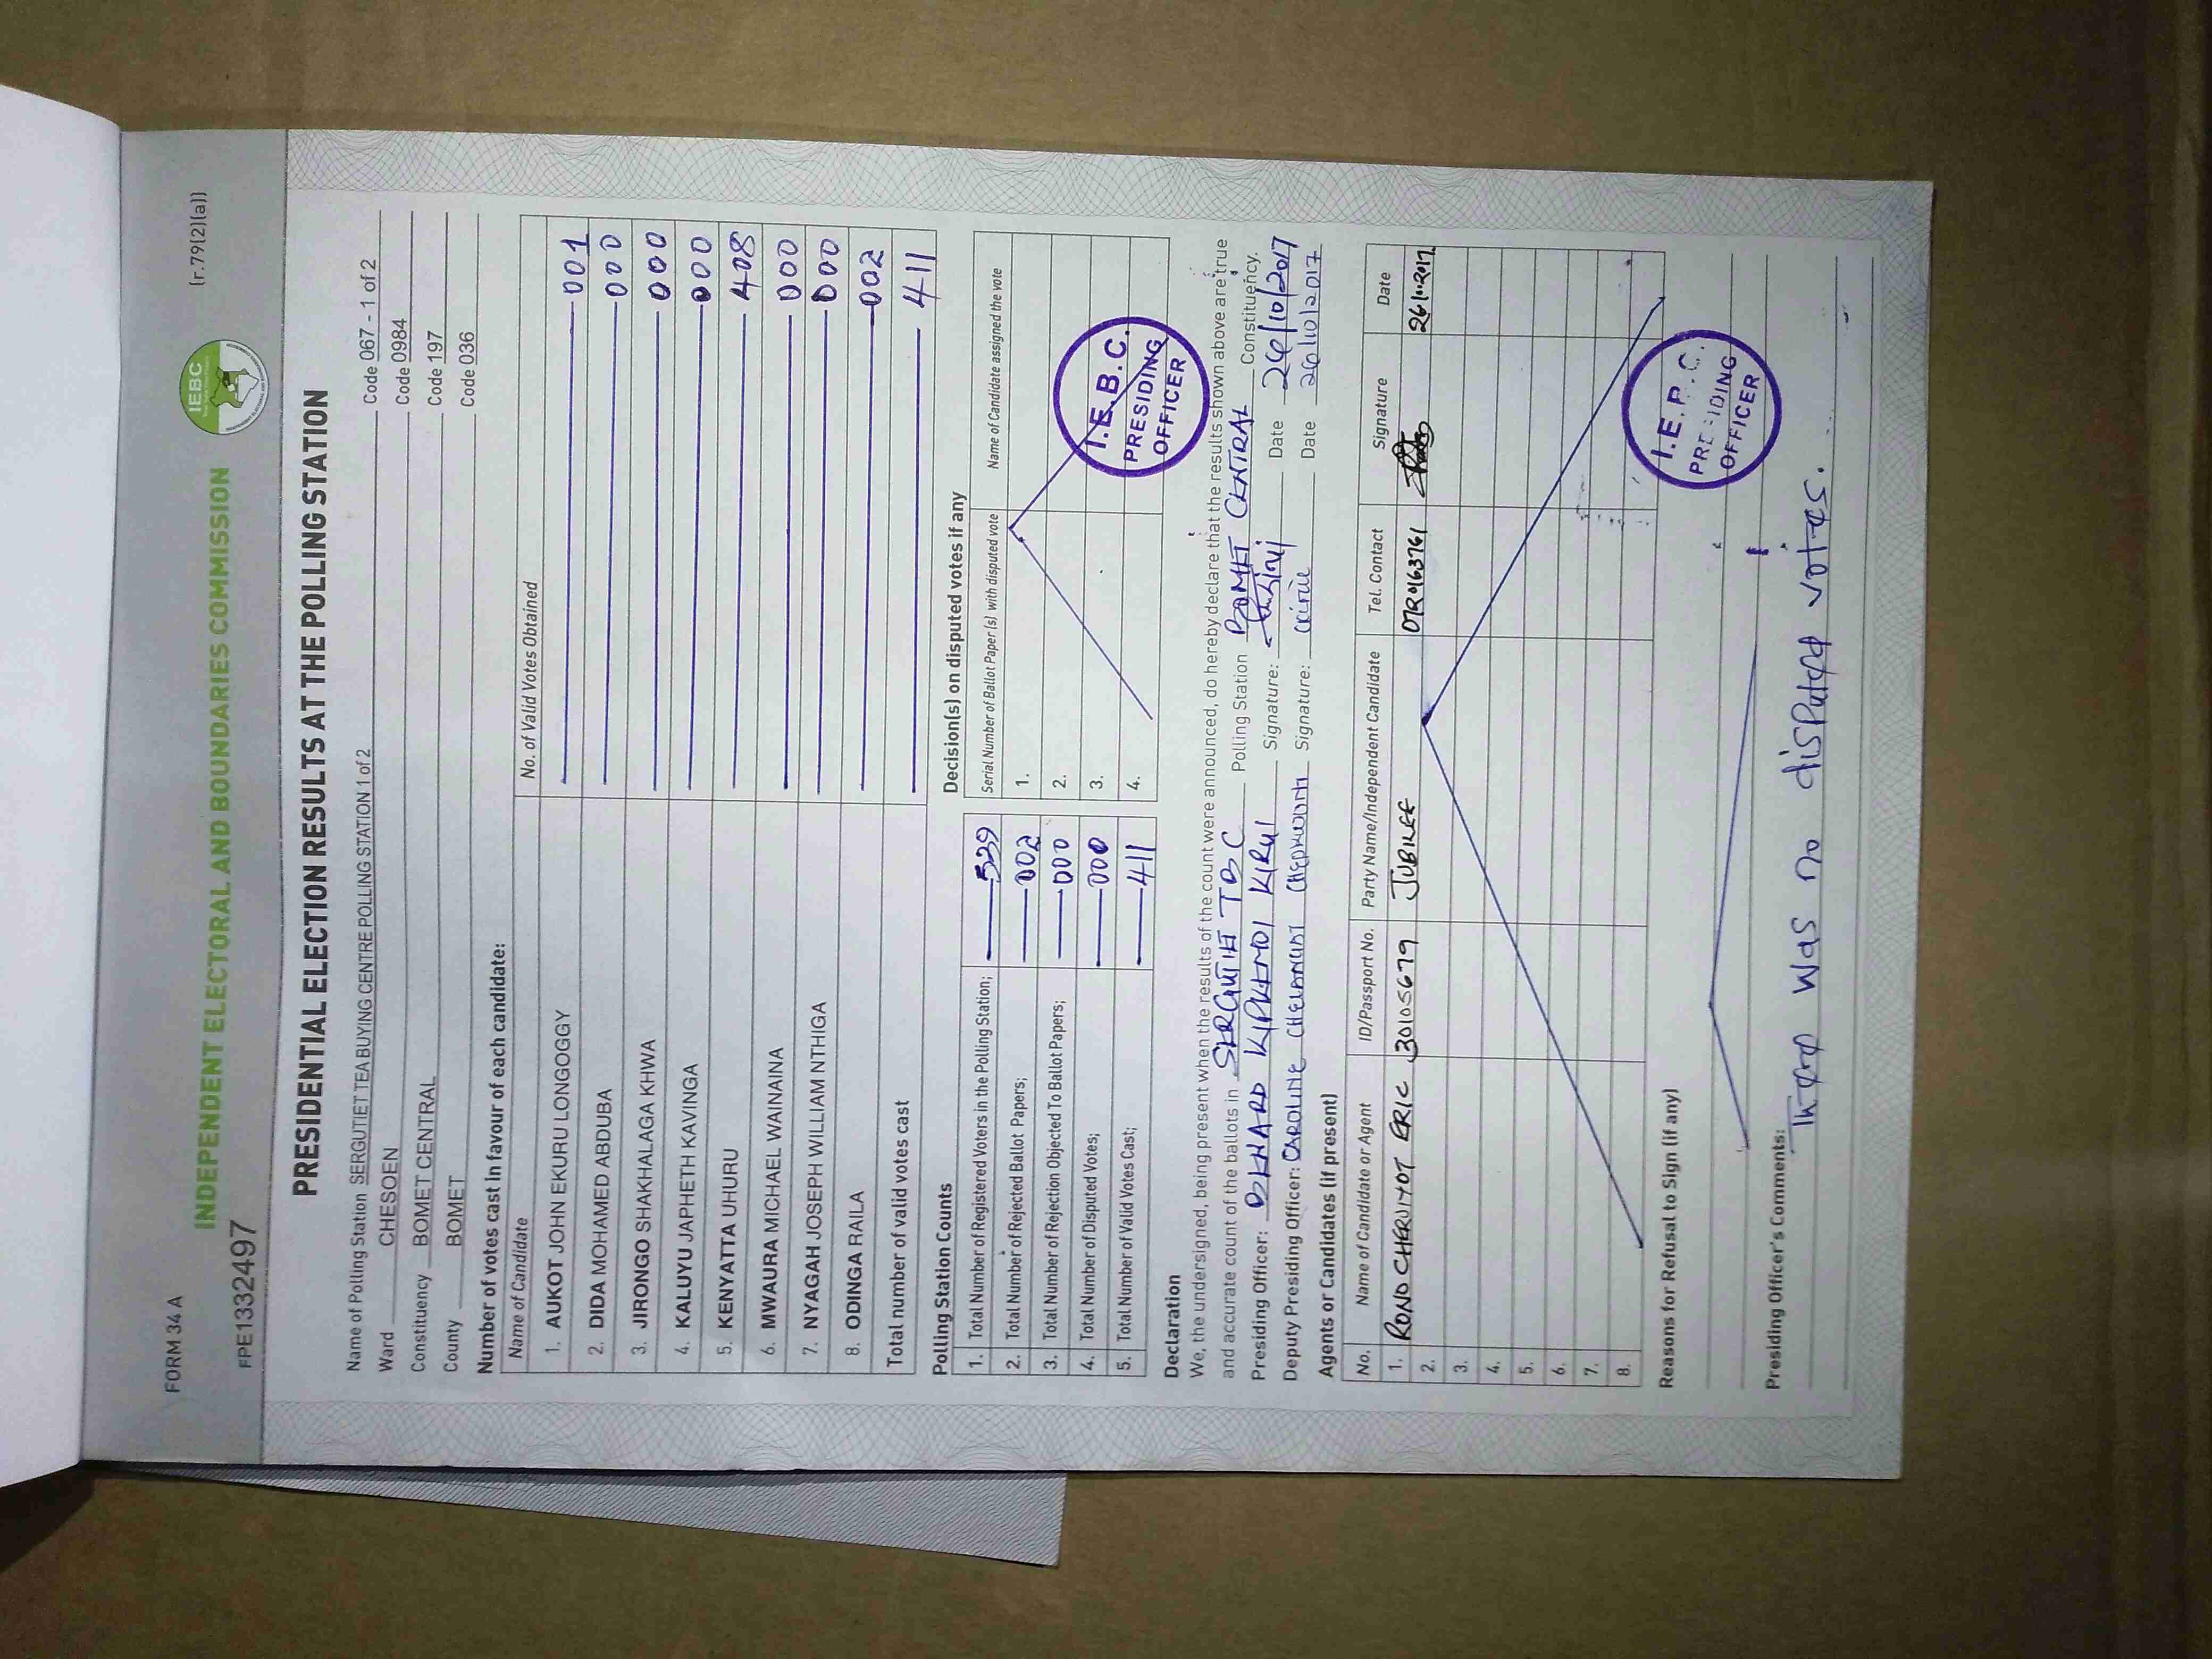 FORM 34 A
(r.79(2)(a))
IEBC
INDEPENDENT ELECTORAL AND BOUNDARIES COMMISSION
FPE1332497
PRESIDENTIAL ELECTION RESULTS AT THE POLLING STATION
Name of Polling Station SERGUTIET TEA BUYING CENTRE POLLING STATION 1 of 2 Code 067 - 1 of 2
Ward CHESOEN Code 0984
Constituency BOMET CENTRAL Code 197
County BOMET Code 036
Number of votes cast in favour of each candidate:
Name of Candidate No. of Valid Votes Obtained
1. AUKOT JOHN EKURU LONGOGGY 001
2. DIDA MOHAMED ABDUBA 000
3. JIRONGO SHAKHALAGA KHWA 000
4. KALUYU JAPHETH KAVINGA 000
5. KENYATTA UHURU 408
6. MWAURA MICHAEL WAINAINA 000
7. NYAGAH JOSEPH WILLIAM NTHIGA 000
8. ODINGA RAILA 002
Total number of valid votes cast 411
Polling Station Counts
1. Total Number of Registered Voters in the Polling Station; 539
2. Total Number of Rejected Ballot Papers; 002
3. Total Number of Rejection Objected To Ballot Papers; 000
4. Total Number of Disputed Votes; 000
5. Total Number of Valid Votes Cast; 411
Decision(s) on disputed votes if any
Serial Number of Ballot Paper (s) with disputed vote Name of Candidate assigned the vote
1.
2.
3.
4.
I.E.B.C.
PRESIDING
OFFICER
Declaration
We, the undersigned, being present when the results of the count were announced, do hereby declare that the results shown above are true
and accurate count of the ballots in SERGUTIET TBC Polling Station BOMET CENTRAL Constituency.
Presiding Officer: KIPKEMOI KIRUI Signature: Date 26/10/2017
Deputy Presiding Officer: CAROLINE Signature: Date 26/10/2017
Agents or Candidates (if present)
No. Name of Candidate or Agent ID/Passport No. Party Name/Independent Candidate Tel. Contact Signature Date
1. RONO CHERUIYOT ERIC 30105679 JUBILEE
2.
3.
4.
5.
6.
7.
8.
PRESIDING
OFFICER
Reasons for Refusal to Sign (if any)
Presiding Officer's Comments:
There was no disputed votes.